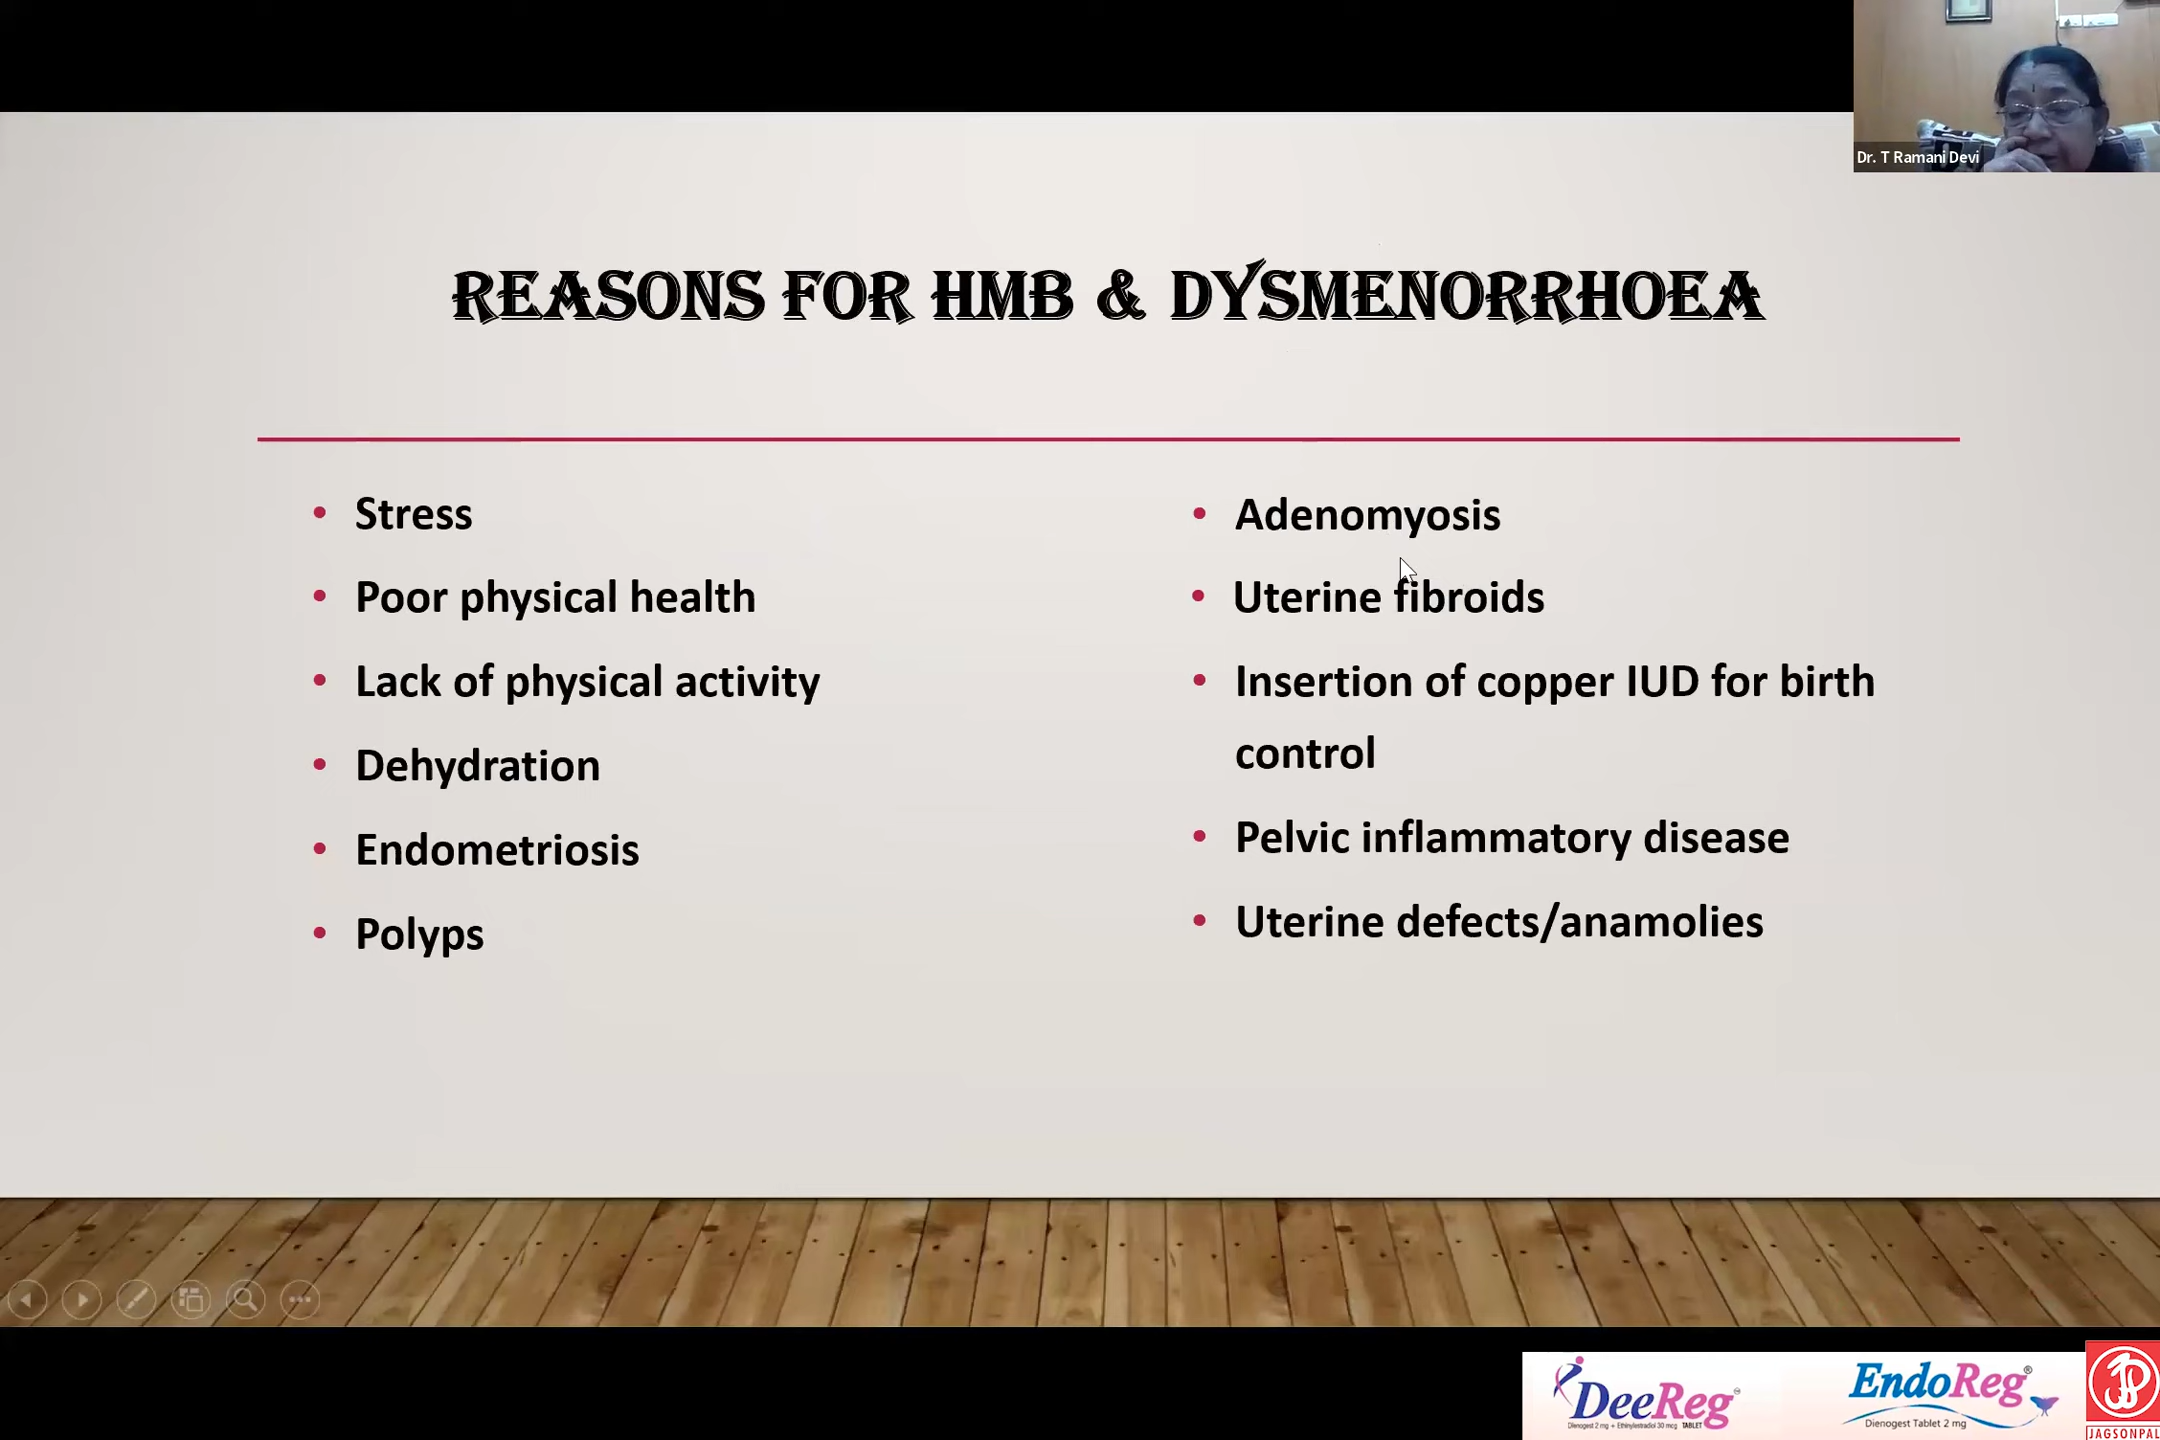 Dr. T Ramani Devi
REASONS FOR HMB & DYSMENORRHOEA
• Stress
• Poor physical health
• Lack of physical activity
• Dehydration
• Endometriosis
• Polyps
• Adenomyosis
• Uterine fibroids
• Insertion of copper IUD for birth
control
• Pelvic inflammatory disease
• Uterine defects/anamolies
DeeReg™
Dienogest 2 mg + Ethinylestradiol 30 mcg TABLET
EndoReg®
Dienogest Tablet 2 mg
JAGSONPAL